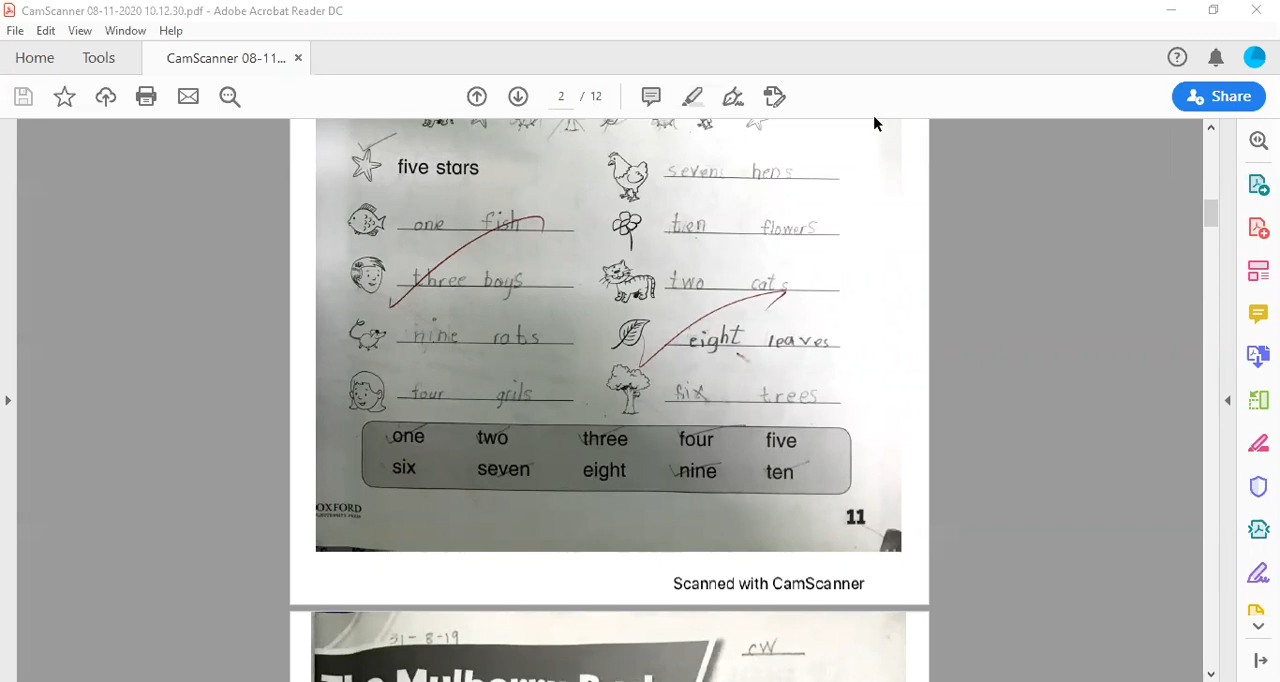 CamScanner 08-11-2020 10.12.30.pdf - Adobe Acrobat Reader DC
File Edit View Window Help
Home Tools CamScanner 08-11... ×
2 / 12
Share
five stars
seven hens
one fish
ten flowers
three boys
two cats
nine rats
eight leaves
four grils
six trees
one two three four five
six seven eight nine ten
OXFORD
UNIVERSITY PRESS
11
Scanned with CamScanner
31-8-19
CW